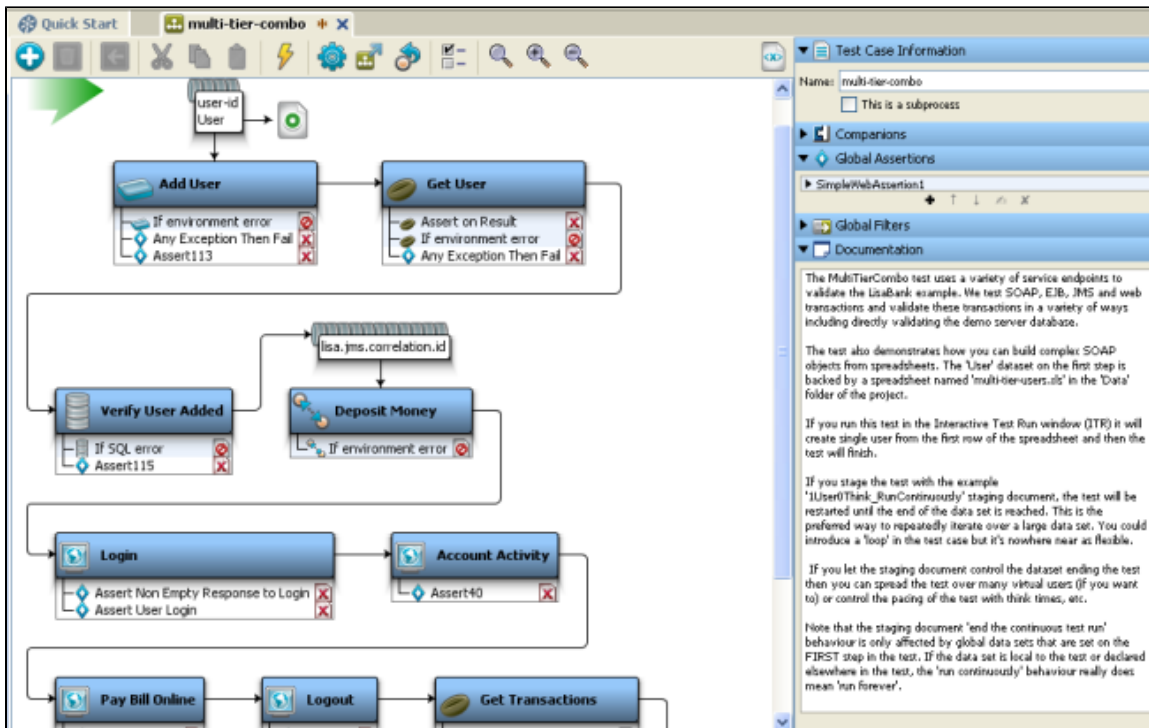 Quick Start
multi-tier-combo
user-id
User
Add User
If environment error
Any Exception Then Fail
Assert113
Get User
Assert on Result
If environment error
Any Exception Then Fail
lisa.jms.correlation.id
Verify User Added
If SQL error
Assert115
Deposit Money
If environment error
Login
Assert Non Empty Response to Login
Assert User Login
Account Activity
Assert40
Pay Bill Online
Logout
Get Transactions
Test Case Information
Name: multi-tier-combo
This is a subprocess
Companions
Global Assertions
SimpleWebAssertion1
Global Filters
Documentation
The MultiTierCombo test uses a variety of service endpoints to
validate the LisaBank example. We test SOAP, EJB, JMS and web
transactions and validate these transactions in a variety of ways
including directly validating the demo server database.
The test also demonstrates how you can build complex SOAP
objects from spreadsheets. The 'User' dataset on the first step is
backed by a spreadsheet named 'multi-tier-users.xls' in the 'Data'
folder of the project.
If you run this test in the Interactive Test Run window (ITR) it will
create single user from the first row of the spreadsheet and then the
test will finish.
If you stage the test with the example
'1User0Think_RunContinuously' staging document, the test will be
restarted until the end of the data set is reached. This is the
preferred way to repeatedly iterate over a large data set. You could
introduce a 'loop' in the test case but it's nowhere near as flexible.
If you let the staging document control the dataset ending the test
then you can spread the test over many virtual users (if you want
to) or control the pacing of the test with think times, etc.
Note that the staging document 'end the continuous test run'
behaviour is only affected by global data sets that are set on the
FIRST step in the test. If the data set is local to the test or declared
elsewhere in the test, the 'run continuously' behaviour really does
mean 'run forever'.